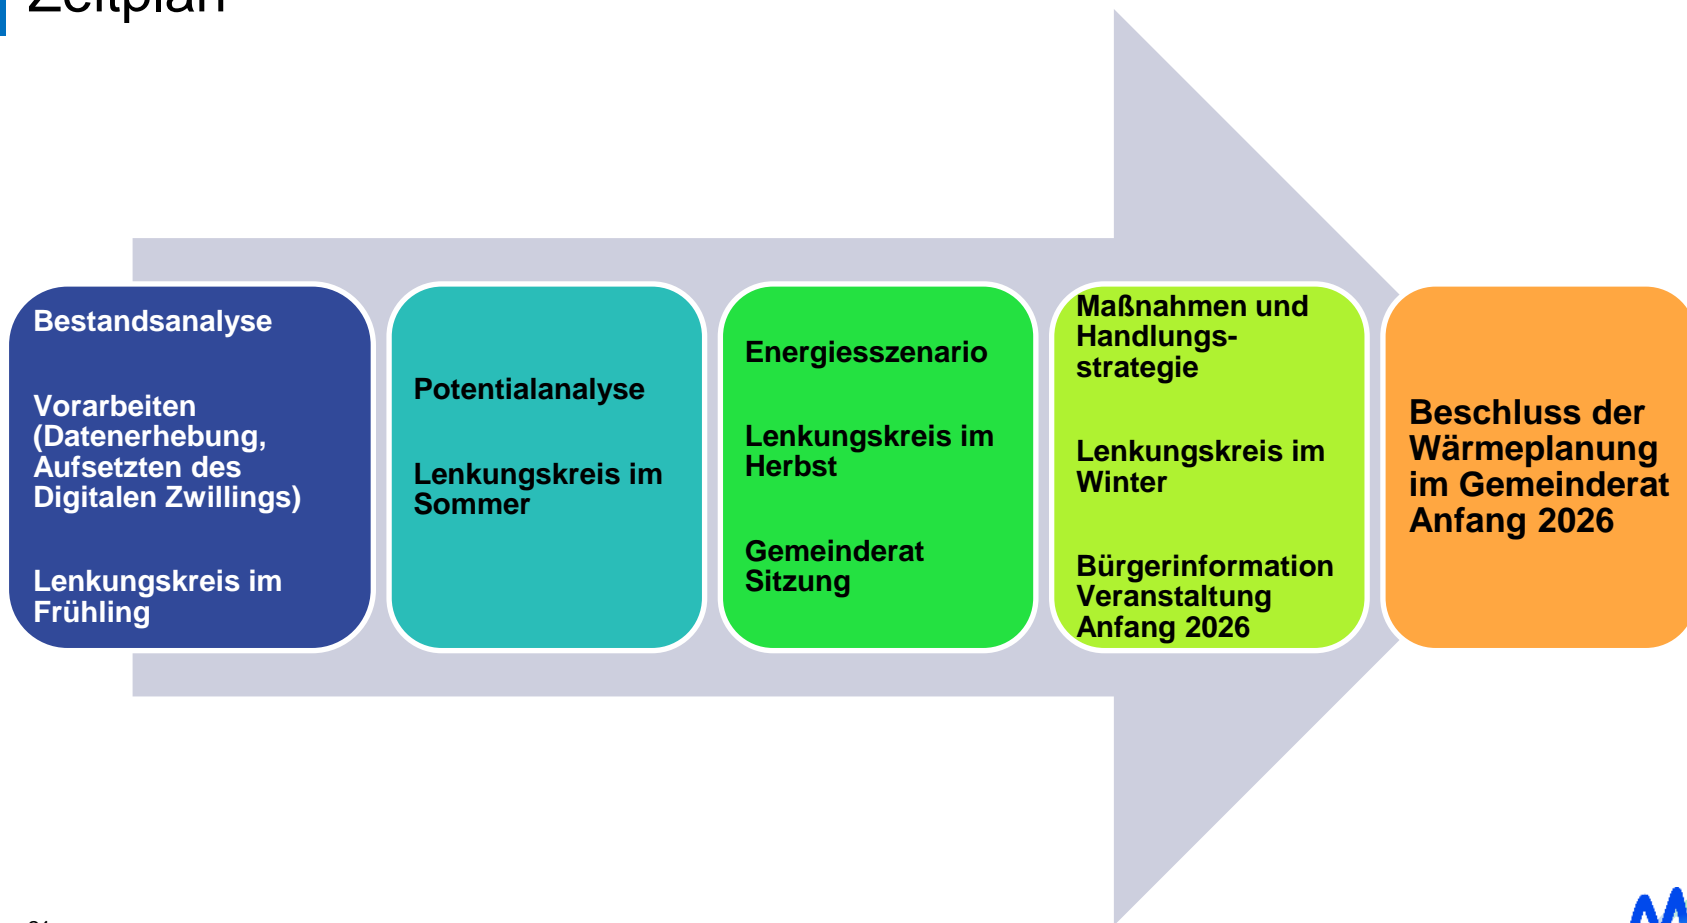 Zeitplan
Bestandsanalyse
Vorarbeiten
(Datenerhebung,
Aufsetzten des
Digitalen Zwillings)
Lenkungskreis im
Frühling
Potentialanalyse
Lenkungskreis im
Sommer
Energiesszenario
Lenkungskreis im
Herbst
Gemeinderat
Sitzung
Maßnahmen und
Handlungs-
strategie
Lenkungskreis im
Winter
Bürgerinformation
Veranstaltung
Anfang 2026
Beschluss der
Wärmeplanung
im Gemeinderat
Anfang 2026